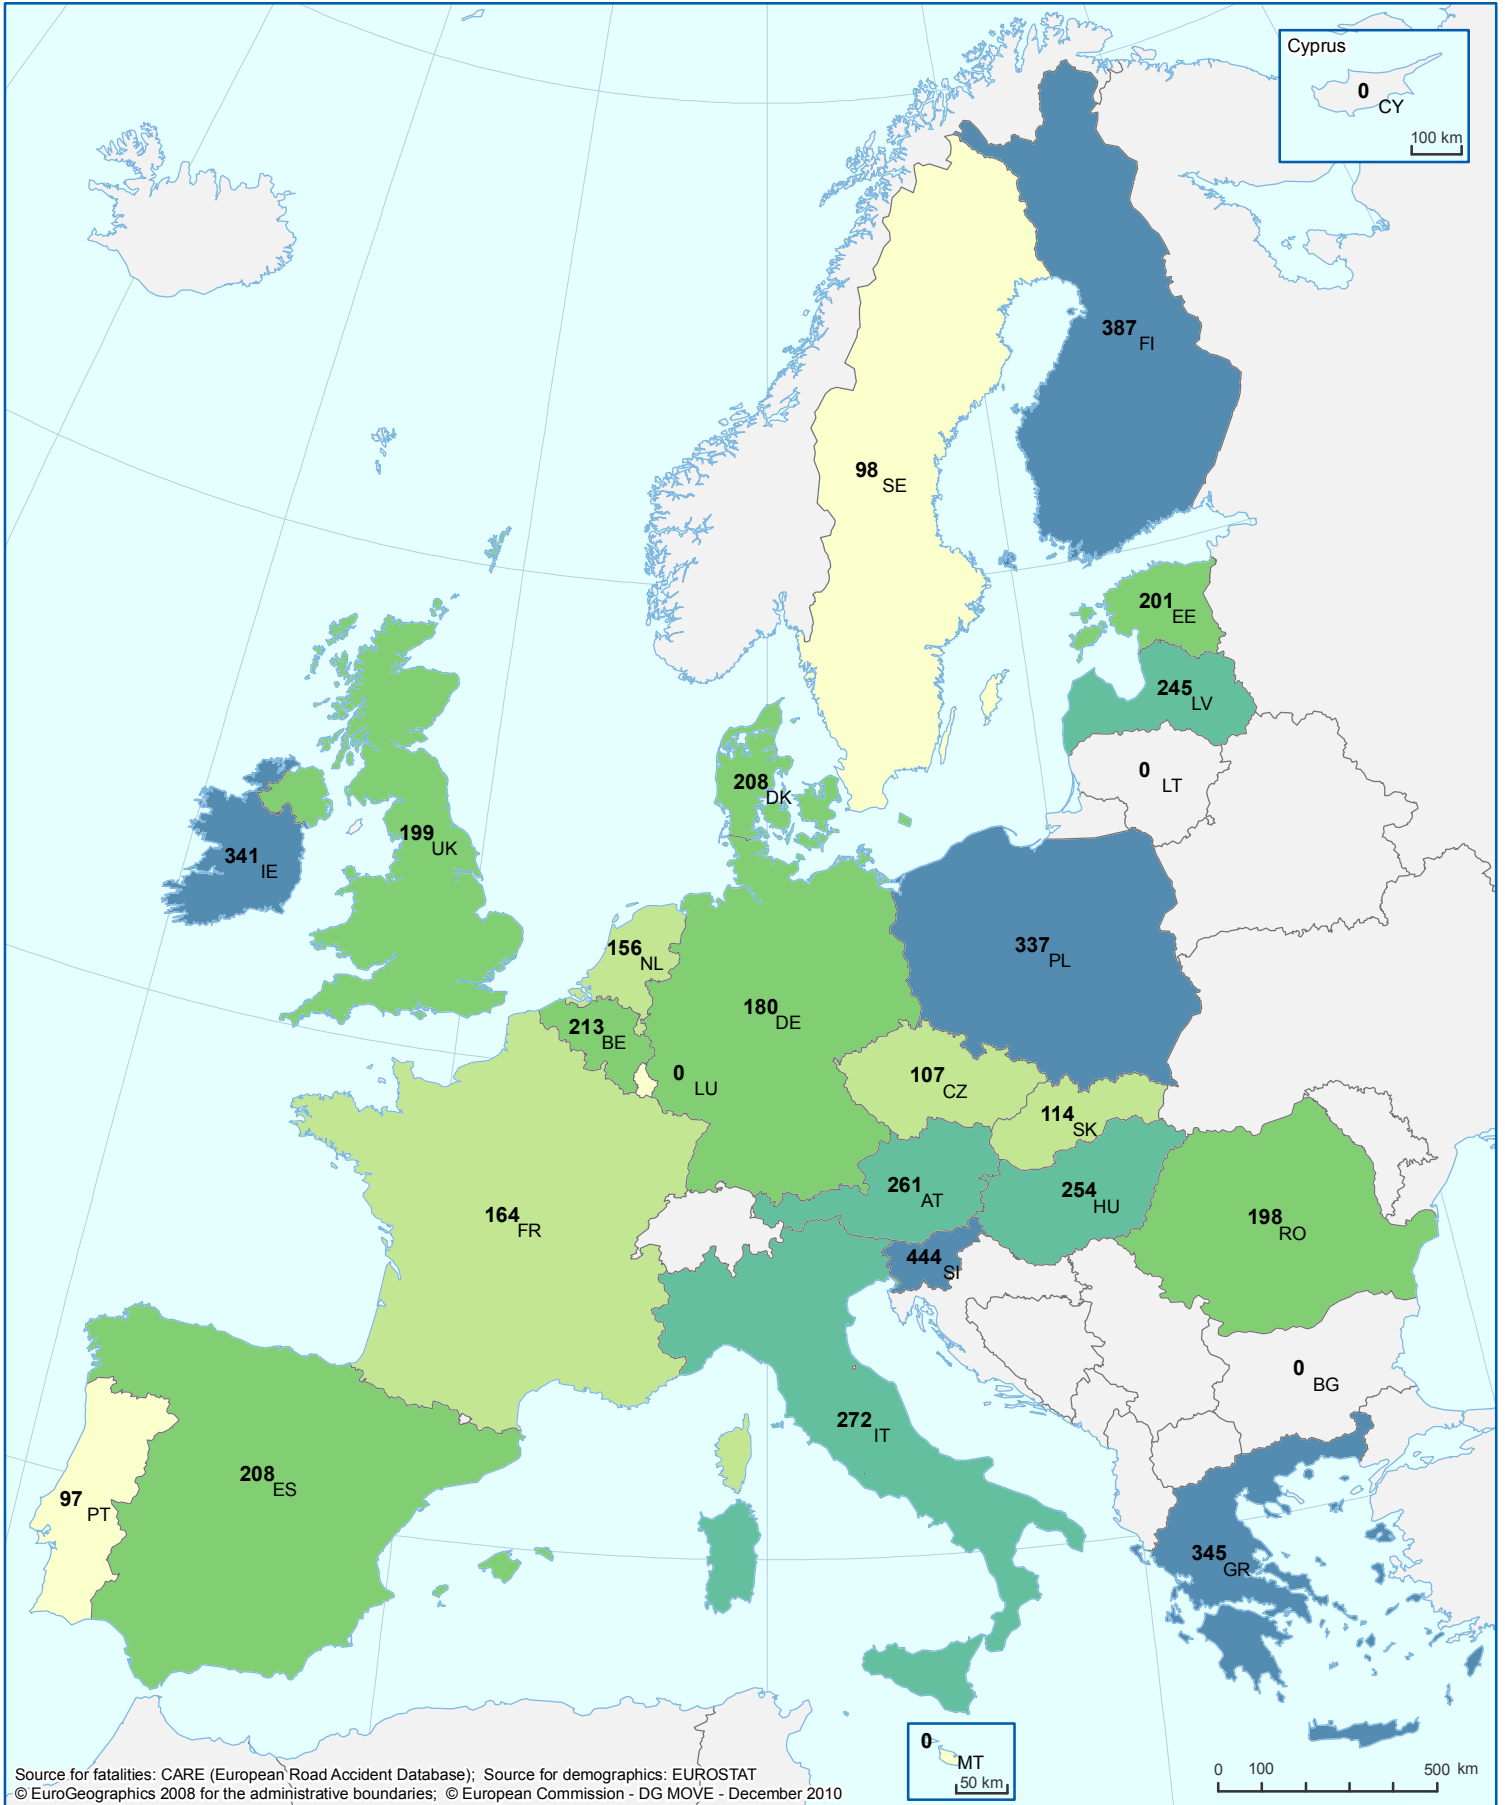 Cyprus
0
CY
100 km
387
FI
98
SE
201
EE
245
LV
0
LT
208
DK
199
UK
341
IE
156
NL
337
PL
180
DE
213
BE
0
LU
107
CZ
114
SK
261
AT
254
HU
164
FR
198
RO
444
SI
0
BG
272
IT
208
ES
97
PT
345
GR
0
MT
50 km
0 100 500 km
Source for fatalities: CARE (European Road Accident Database); Source for demographics: EUROSTAT
© EuroGeographics 2008 for the administrative boundaries; © European Commission - DG MOVE - December 2010